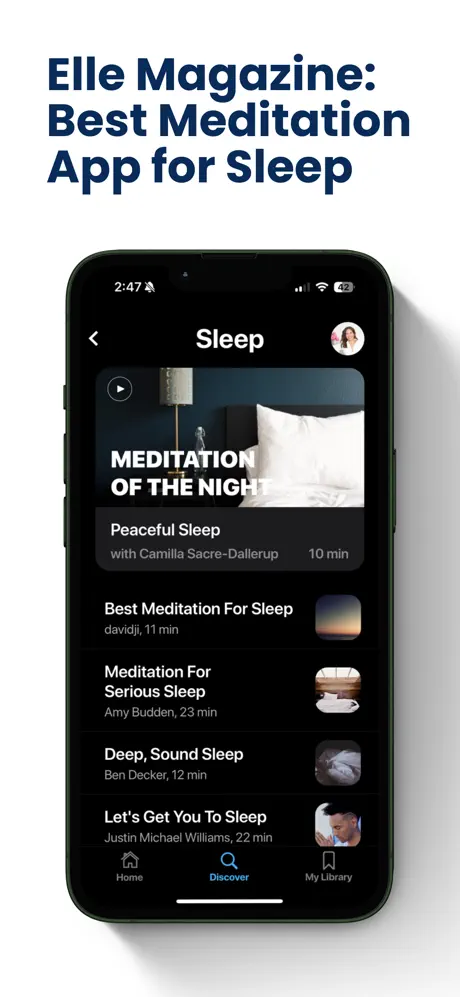 Elle Magazine:
Best Meditation
App for Sleep
2:47
42
Sleep
MEDITATION
OF THE NIGHT
Peaceful Sleep
with Camilla Sacre-Dallerup 10 min
Best Meditation For Sleep
davidji, 11 min
Meditation For
Serious Sleep
Amy Budden, 23 min
Deep, Sound Sleep
Ben Decker, 12 min
Let's Get You To Sleep
Justin Michael Williams, 22 min
Home Discover My Library